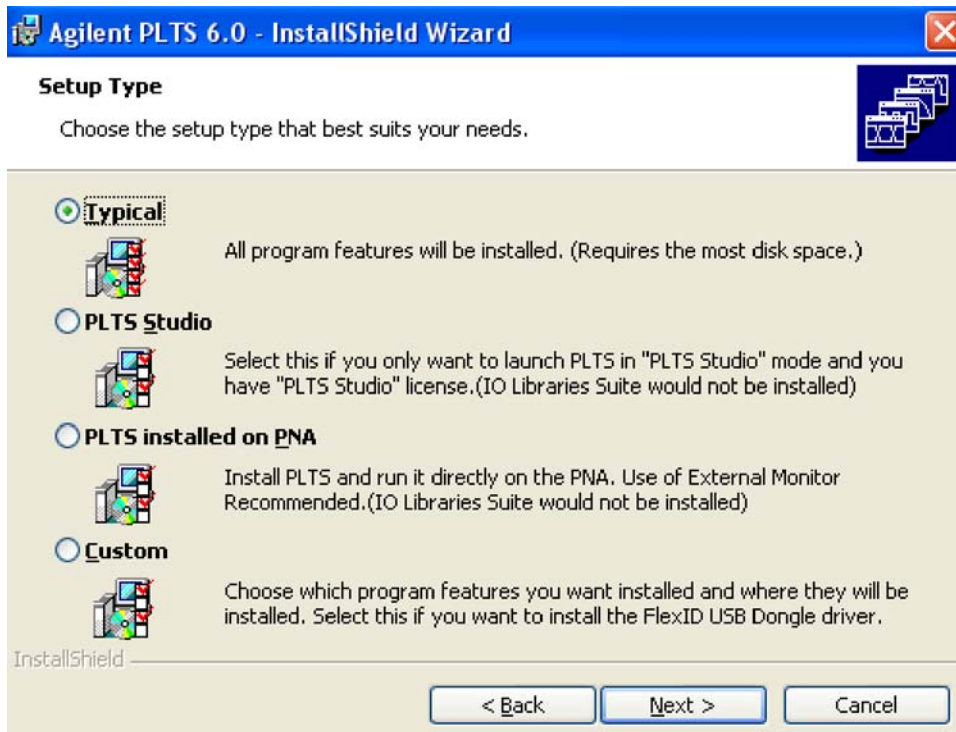 Agilent PLTS 6.0 - InstallShield Wizard
Setup Type
Choose the setup type that best suits your needs.
Typical
All program features will be installed. (Requires the most disk space.)
PLTS Studio
Select this if you only want to launch PLTS in "PLTS Studio" mode and you
have "PLTS Studio" license.(IO Libraries Suite would not be installed)
PLTS installed on PNA
Install PLTS and run it directly on the PNA. Use of External Monitor
Recommended.(IO Libraries Suite would not be installed)
Custom
Choose which program features you want installed and where they will be
installed. Select this if you want to install the FlexID USB Dongle driver.
InstallShield
< Back
Next >
Cancel